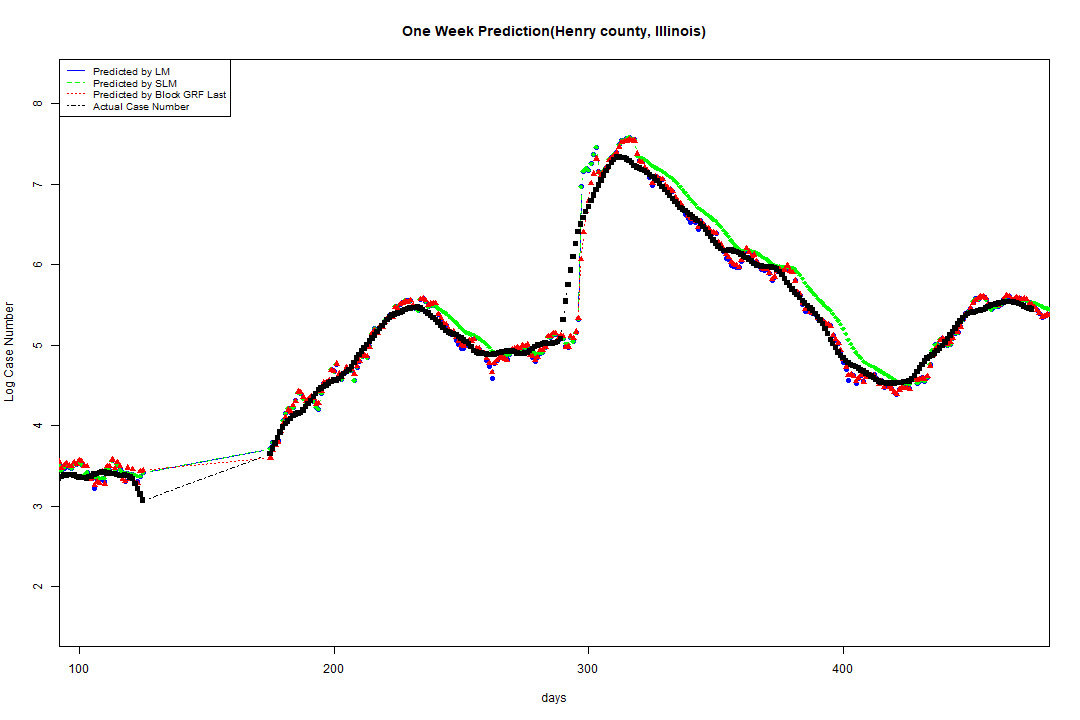 One Week Prediction(Henry county, Illinois)
Predicted by LM
Predicted by SLM
Predicted by Block GRF Last
Actual Case Number
8
7
6
5
4
3
2
Log Case Number
100
200
300
400
days